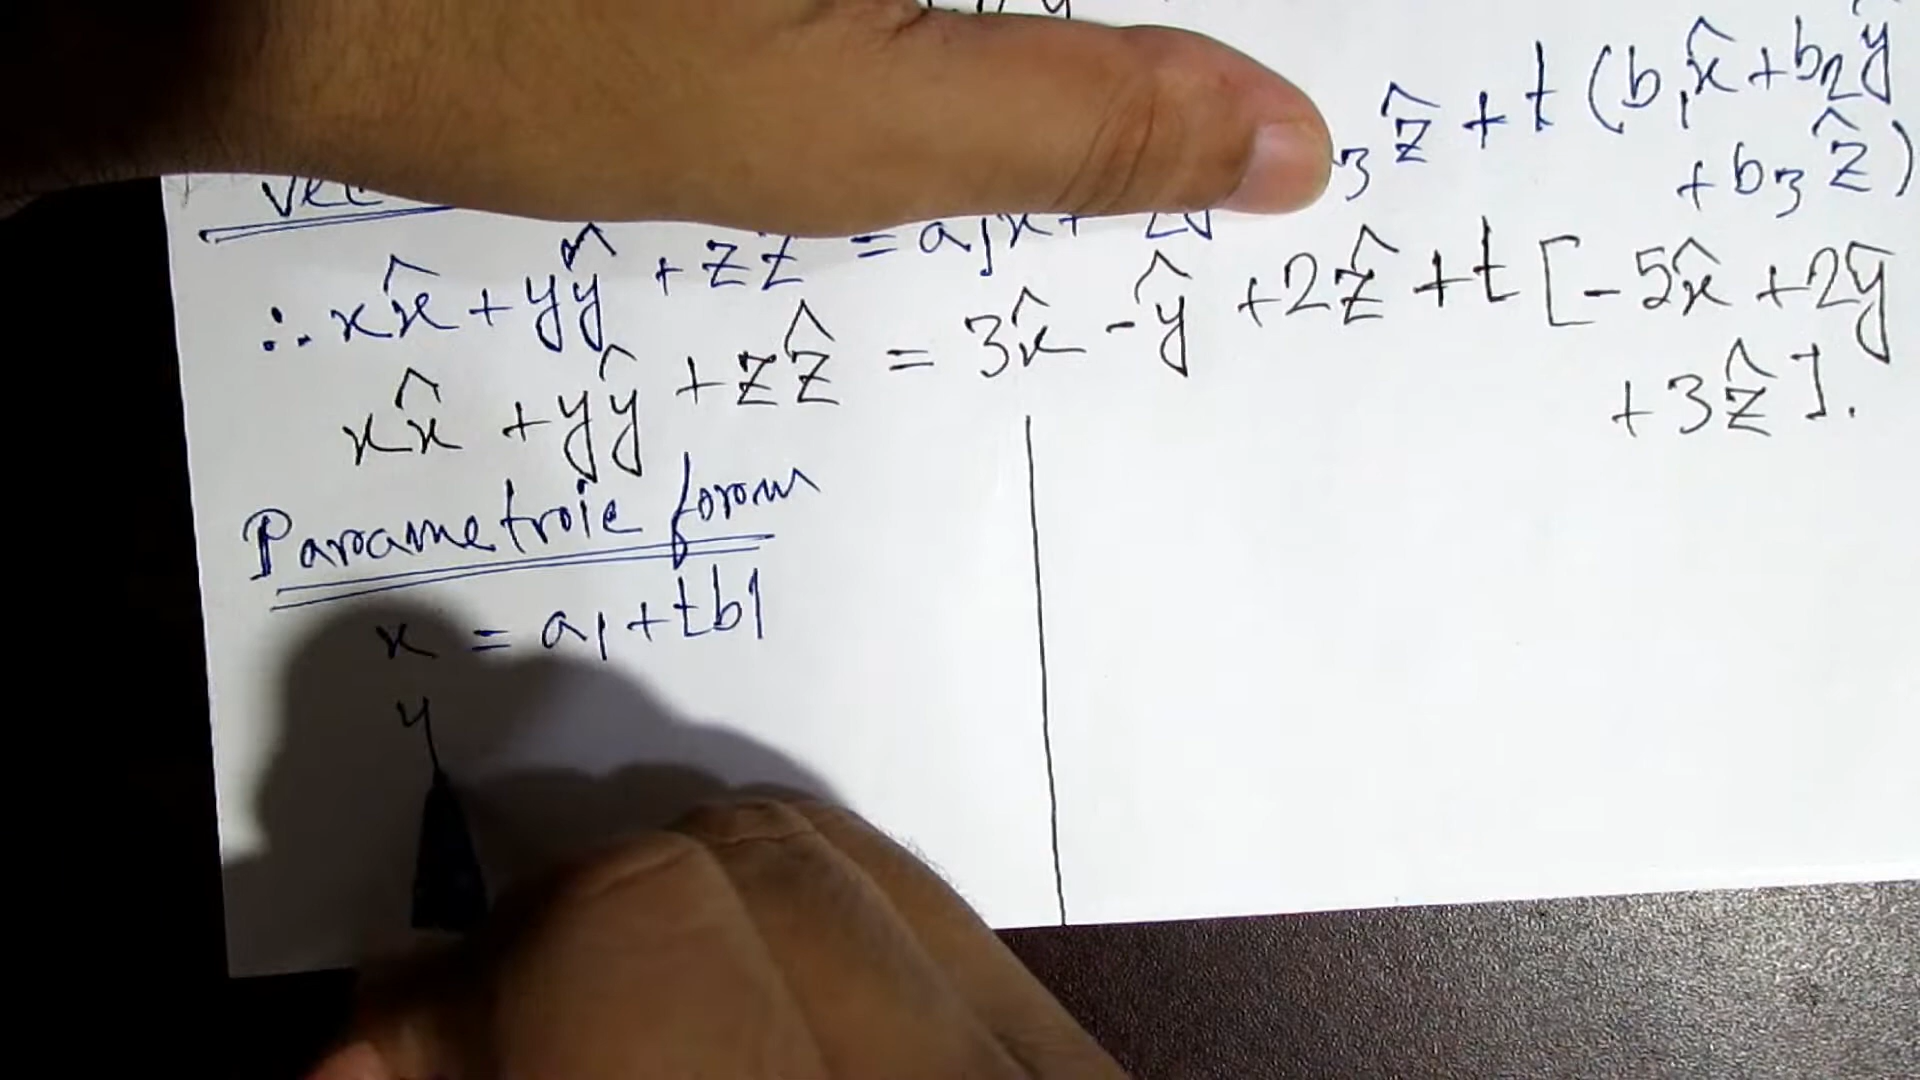 3ẑ + t (b₁x̂ + b₂ŷ
+ b₃ẑ)
∴ xx̂ + yŷ + zẑ = a₁x̂ +
xx̂ + yŷ + zẑ = 3x̂ - ŷ + 2ẑ + t [-5x̂ + 2ŷ
+ 3ẑ].
Parametric form
x = a₁ + tb₁
y